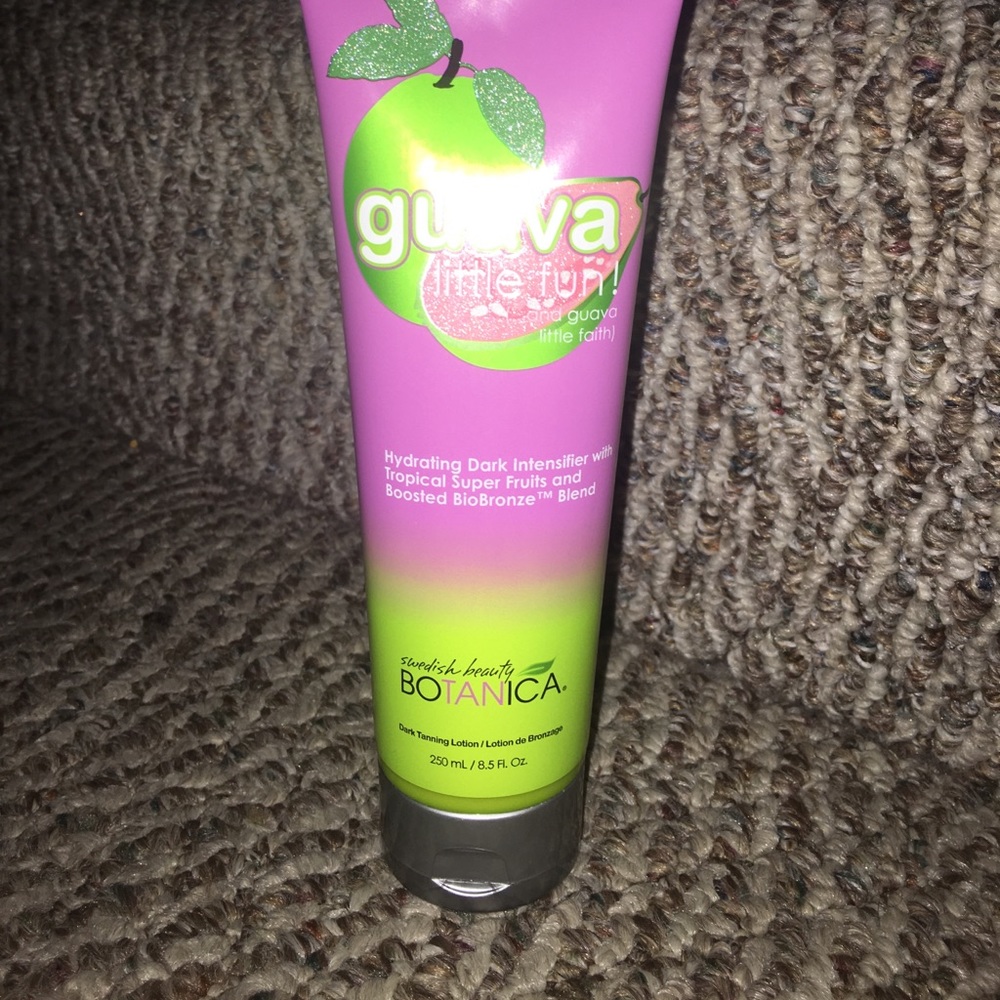 guava
little fun!
and guava
little faith)
Hydrating Dark Intensifier with
Tropical Super Fruits and
Boosted BioBronze™ Blend
swedish beauty
BOTANICA®
Dark Tanning Lotion / Lotion de Bronzage
250 mL / 8.5 Fl. Oz.